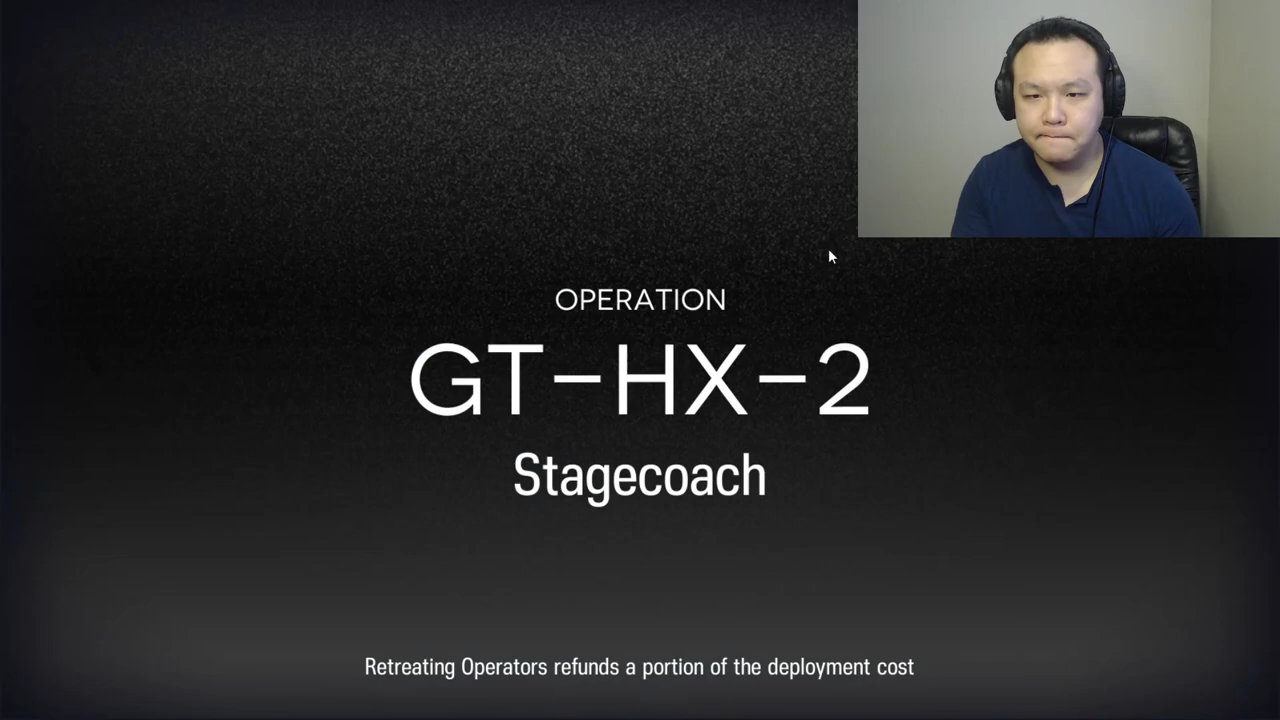 OPERATION
GT-HX-2
Stagecoach
Retreating Operators refunds a portion of the deployment cost